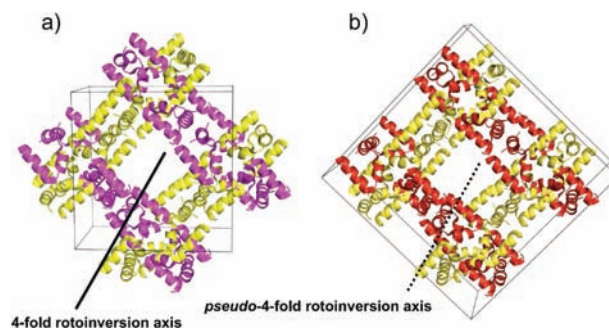 a)
b)
4-fold rotoinversion axis
pseudo-4-fold rotoinversion axis